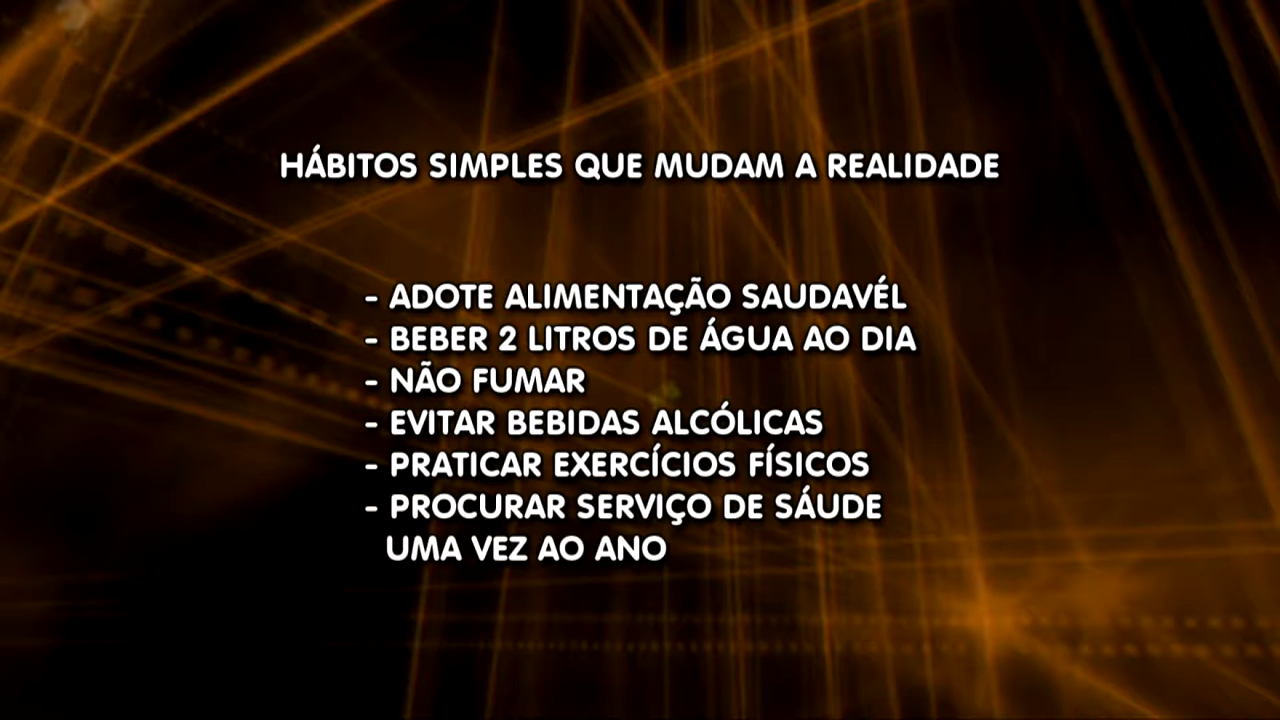 HÁBITOS SIMPLES QUE MUDAM A REALIDADE
- ADOTE ALIMENTAÇÃO SAUDAVÉL
- BEBER 2 LITROS DE ÁGUA AO DIA
- NÃO FUMAR
- EVITAR BEBIDAS ALCÓLICAS
- PRATICAR EXERCÍCIOS FÍSICOS
- PROCURAR SERVIÇO DE SÁUDE
UMA VEZ AO ANO